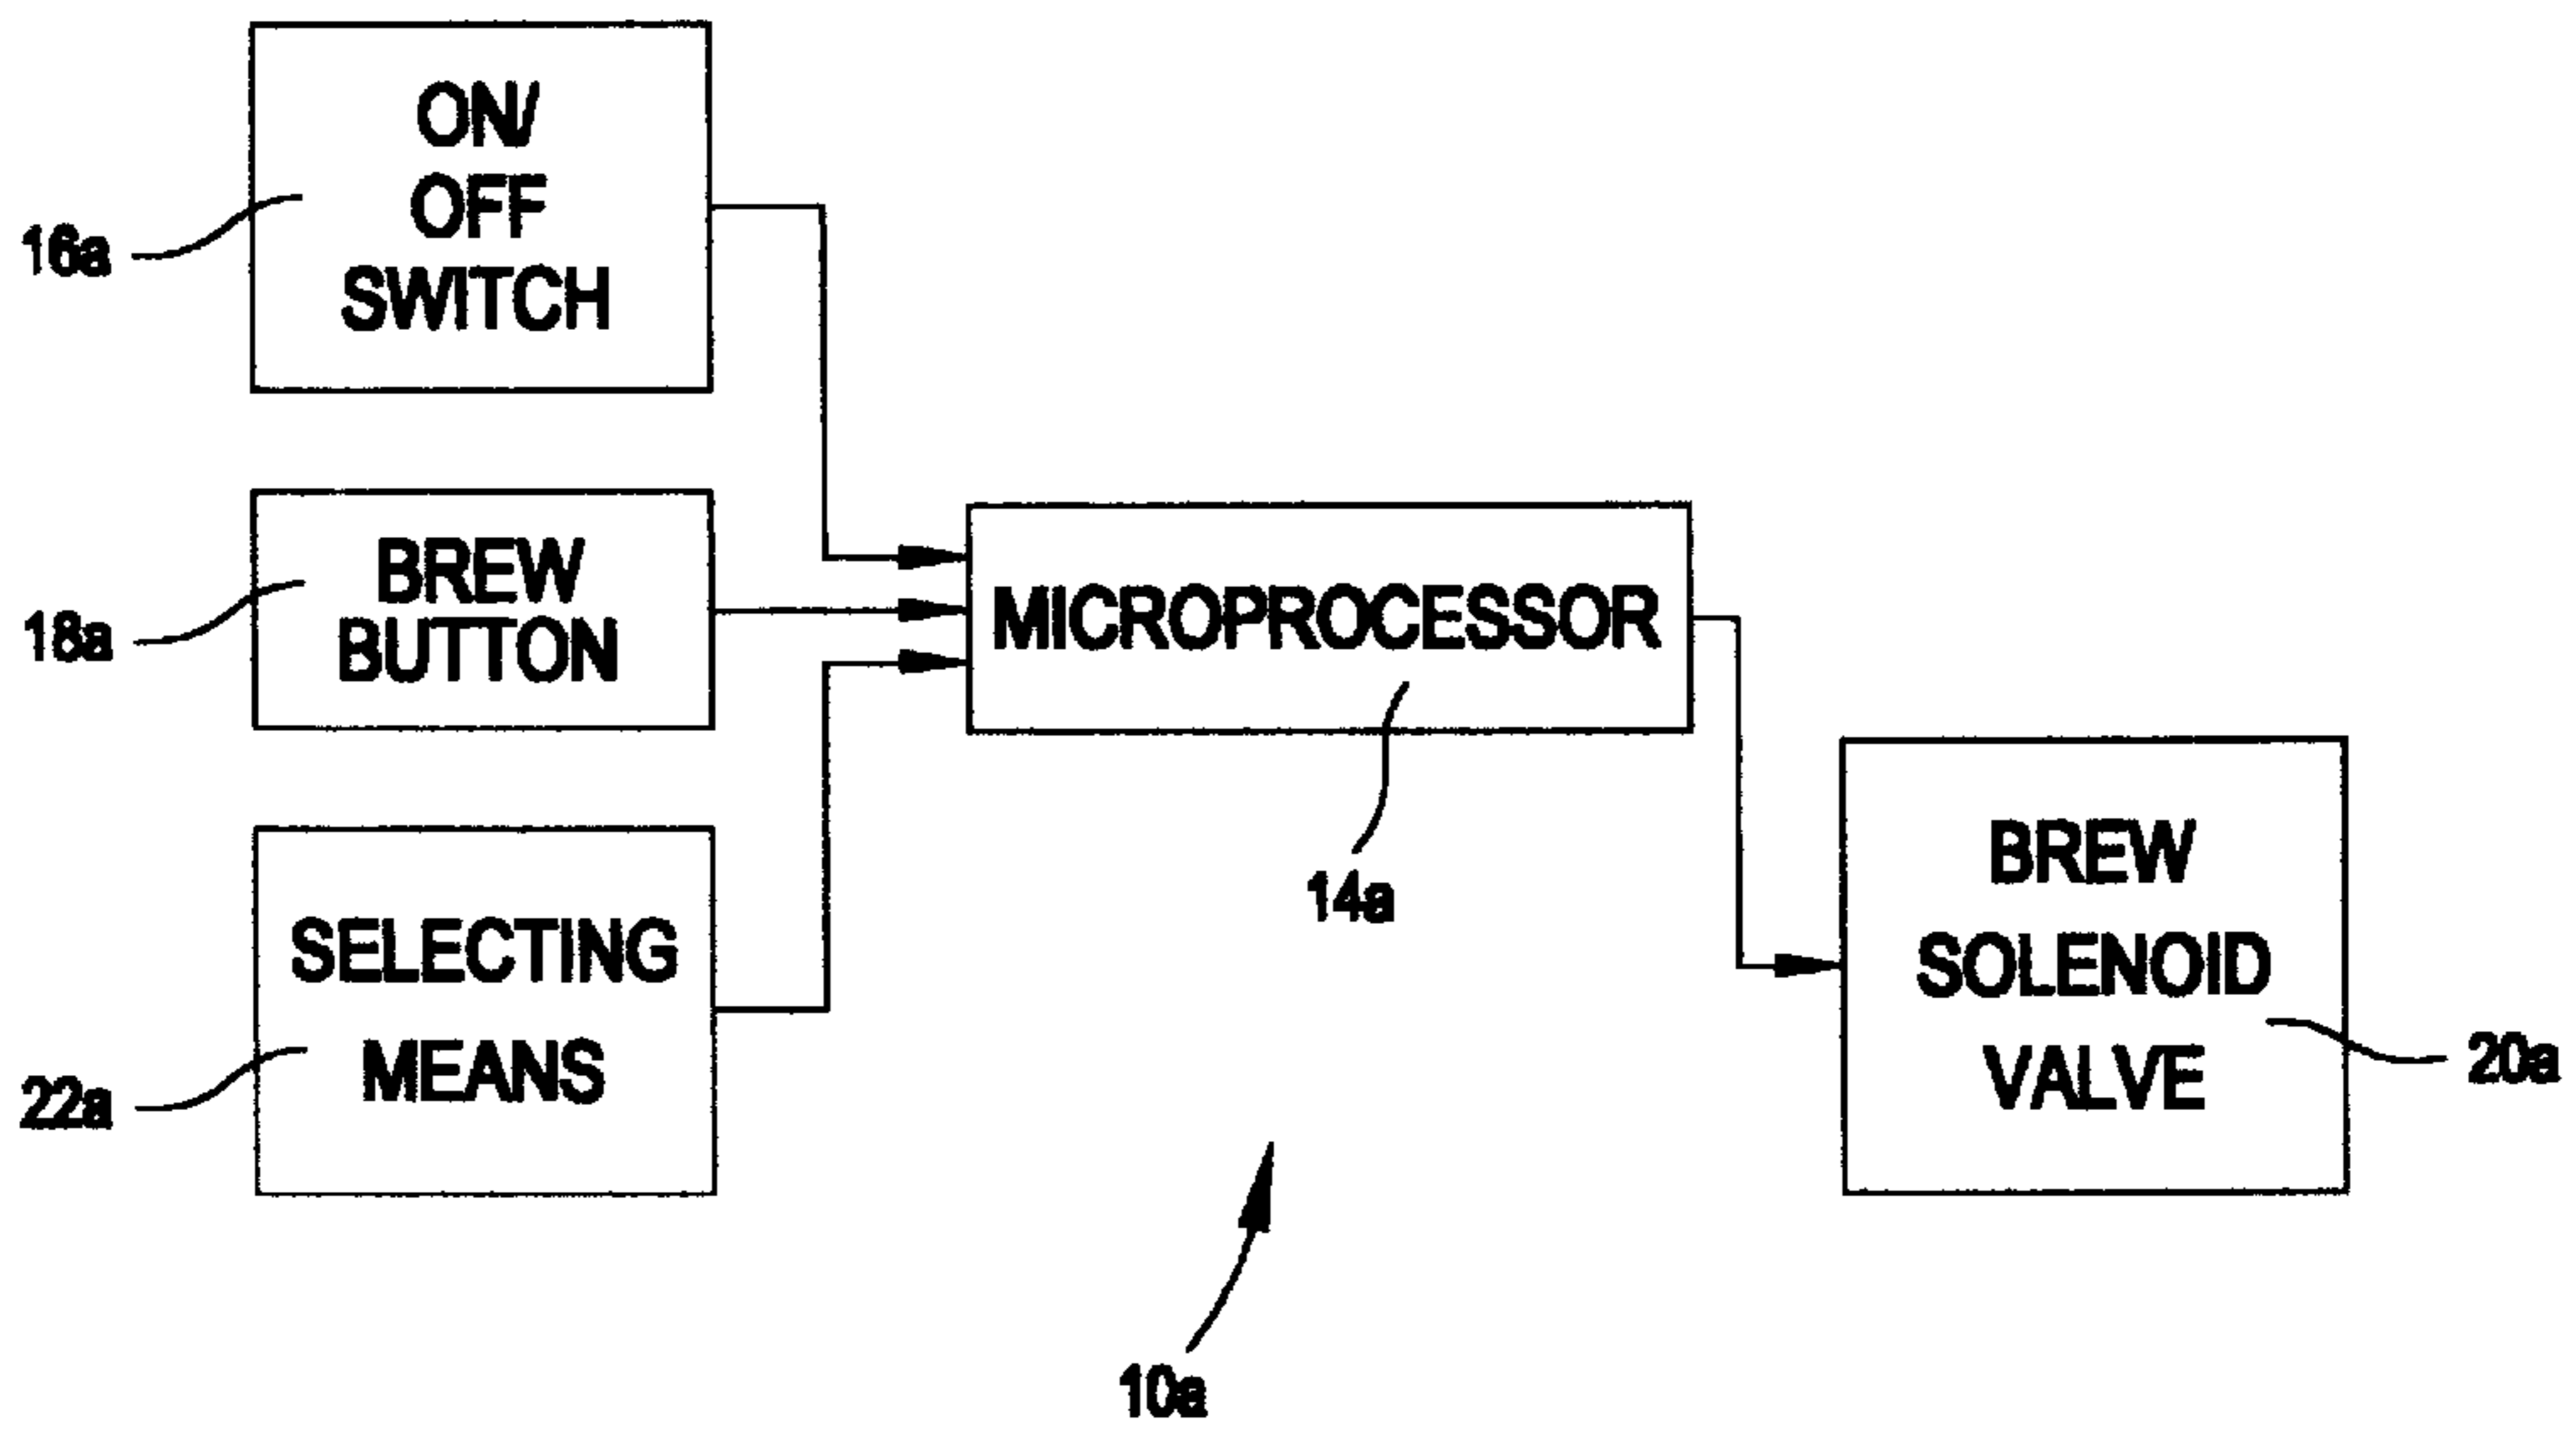 ON/
OFF
SWITCH
16a
BREW
BUTTON
18a
MICROPROCESSOR
14a
SELECTING
MEANS
22a
BREW
SOLENOID
VALVE
20a
10a